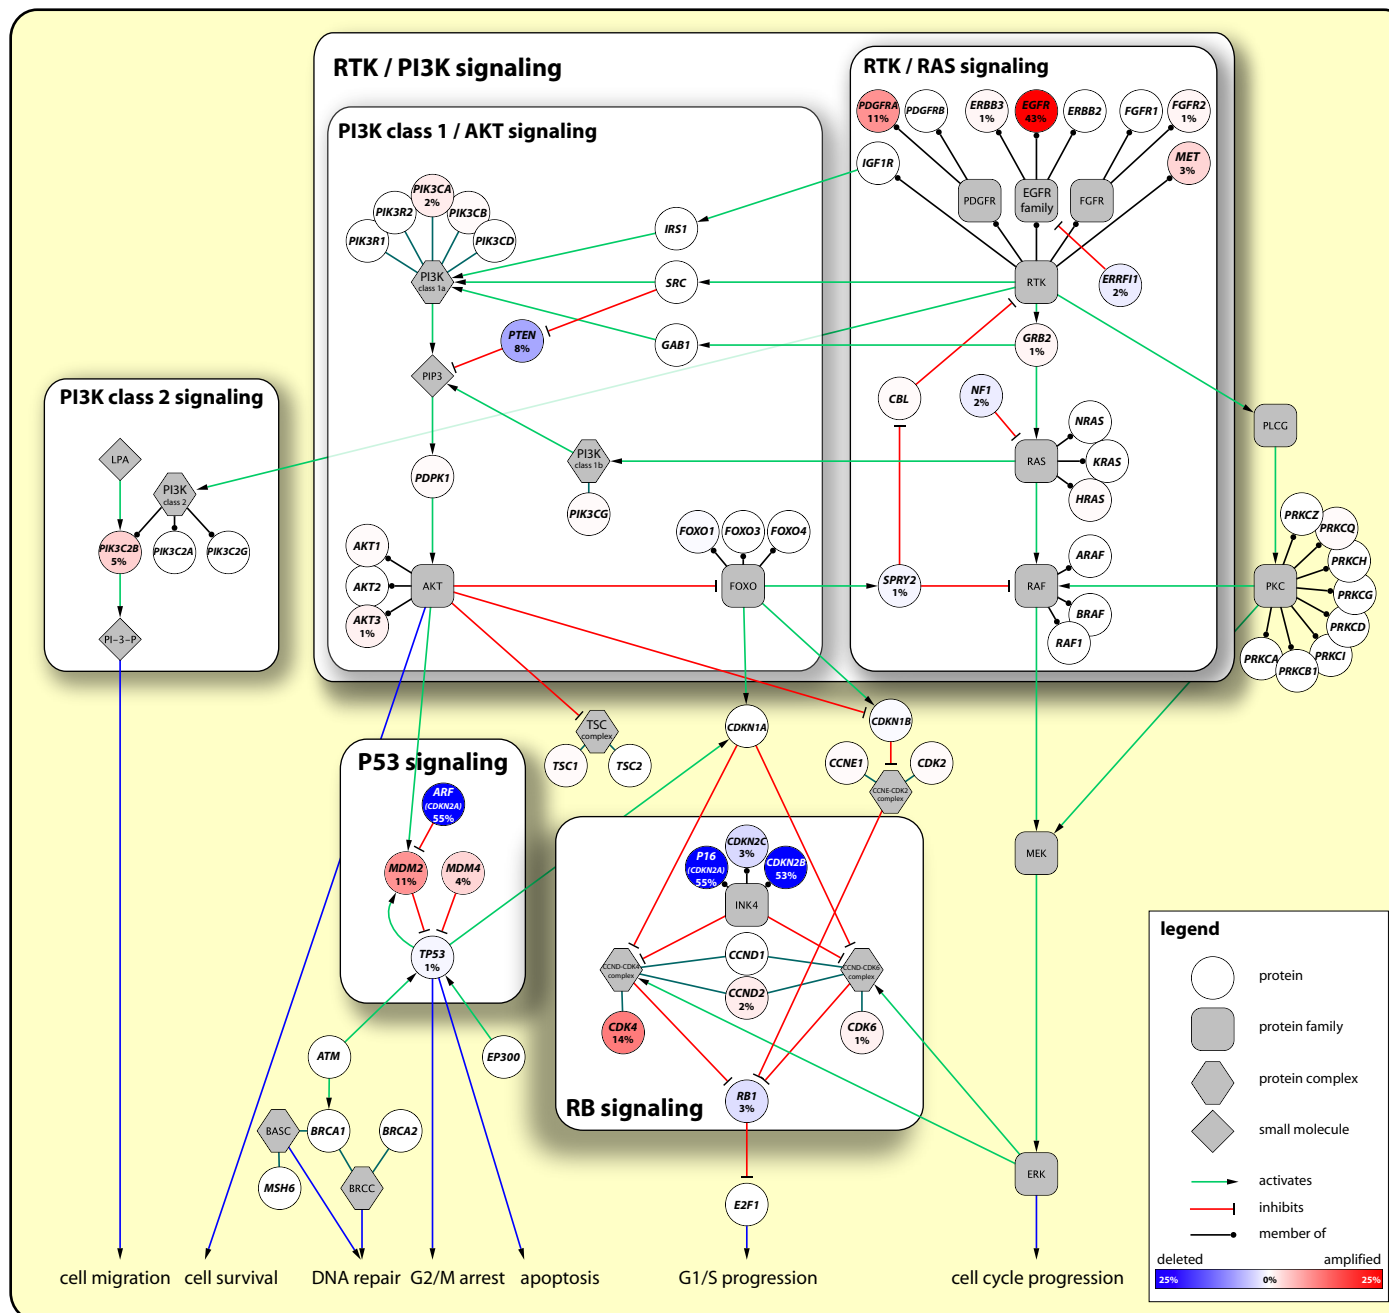 RTK / PI3K signaling
RTK / RAS signaling
PDGFRA
11%
PDGFRB
ERBB3
1%
EGFR
43%
ERBB2
FGFR1
FGFR2
1%
IGF1R
MET
3%
PDGFR
EGFR
family
FGFR
RTK
ERRFI1
2%
GRB2
1%
CBL
NF1
2%
RAS
NRAS
KRAS
HRAS
SPRY2
1%
RAF
ARAF
BRAF
RAF1
PI3K class 1 / AKT signaling
PIK3CA
2%
PIK3R2
PIK3CB
PIK3R1
PIK3CD
PI3K
class 1a
IRS1
SRC
GAB1
PTEN
8%
PIP3
PI3K
class 1b
PIK3CG
PDPK1
AKT1
AKT2
AKT3
1%
AKT
FOXO1
FOXO3
FOXO4
FOXO
PI3K class 2 signaling
LPA
PI3K
class 2
PIK3C2B
5%
PIK3C2A
PIK3C2G
PI-3-P
PLCG
PKC
PRKCZ
PRKCQ
PRKCH
PRKCG
PRKCD
PRKCI
PRKCB1
PRKCA
TSC
complex
TSC1
TSC2
CDKN1A
CDKN1B
CCNE1
CDK2
CCNE-CDK2
complex
MEK
P53 signaling
ARF
(CDKN2A)
55%
MDM2
11%
MDM4
4%
TP53
1%
ATM
EP300
BASC
BRCA1
BRCA2
MSH6
BRCC
CDKN2C
3%
P16
(CDKN2A)
55%
CDKN2B
53%
INK4
CCND-CDK4
complex
CCND1
CCND2
2%
CCND-CDK6
complex
CDK4
14%
CDK6
1%
RB1
3%
RB signaling
E2F1
ERK
cell migration
cell survival
DNA repair
G2/M arrest
apoptosis
G1/S progression
cell cycle progression
legend
protein
protein family
protein complex
small molecule
activates
inhibits
member of
deleted
amplified
25%
0%
25%